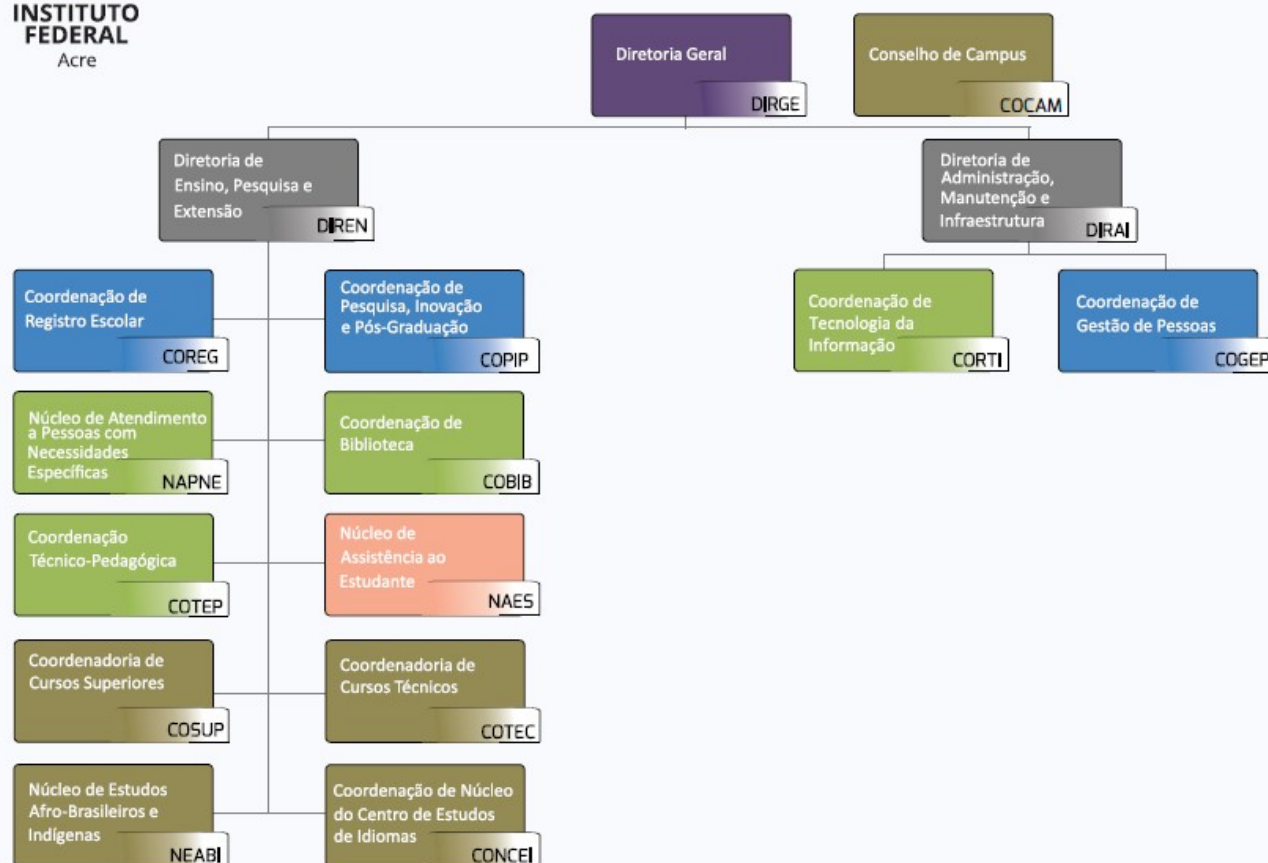 INSTITUTO
FEDERAL
Acre
Diretoria Geral
DIRGE
Conselho de Campus
COCAM
Diretoria de
Ensino, Pesquisa e
Extensão
DIREN
Diretoria de
Administração,
Manutenção e
Infraestrutura
DIRAI
Coordenação de
Registro Escolar
COREG
Coordenação de
Pesquisa, Inovação
e Pós-Graduação
COPIP
Coordenação de
Tecnologia da
Informação
CORTI
Coordenação de
Gestão de Pessoas
COGEP
Núcleo de Atendimento
a Pessoas com
Necessidades
Específicas
NAPNE
Coordenação de
Biblioteca
COBIB
Coordenação
Técnico-Pedagógica
COTEP
Núcleo de
Assistência ao
Estudante
NAES
Coordenadoria de
Cursos Superiores
COSUP
Coordenadoria de
Cursos Técnicos
COTEC
Núcleo de Estudos
Afro-Brasileiros e
Indígenas
NEABI
Coordenação de Núcleo
do Centro de Estudos
de Idiomas
CONCEI